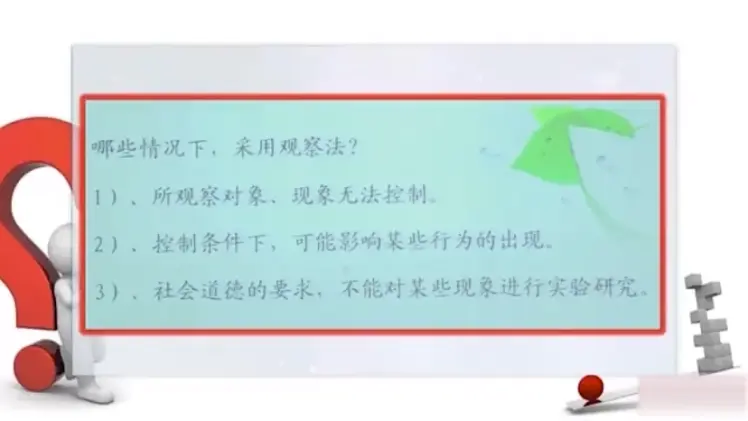 哪些情况下，采用观察法？
1）、所观察对象、现象无法控制。
2）、控制条件下，可能影响某些行为的出现。
3）、社会道德的要求，不能对某些现象进行实验研究。